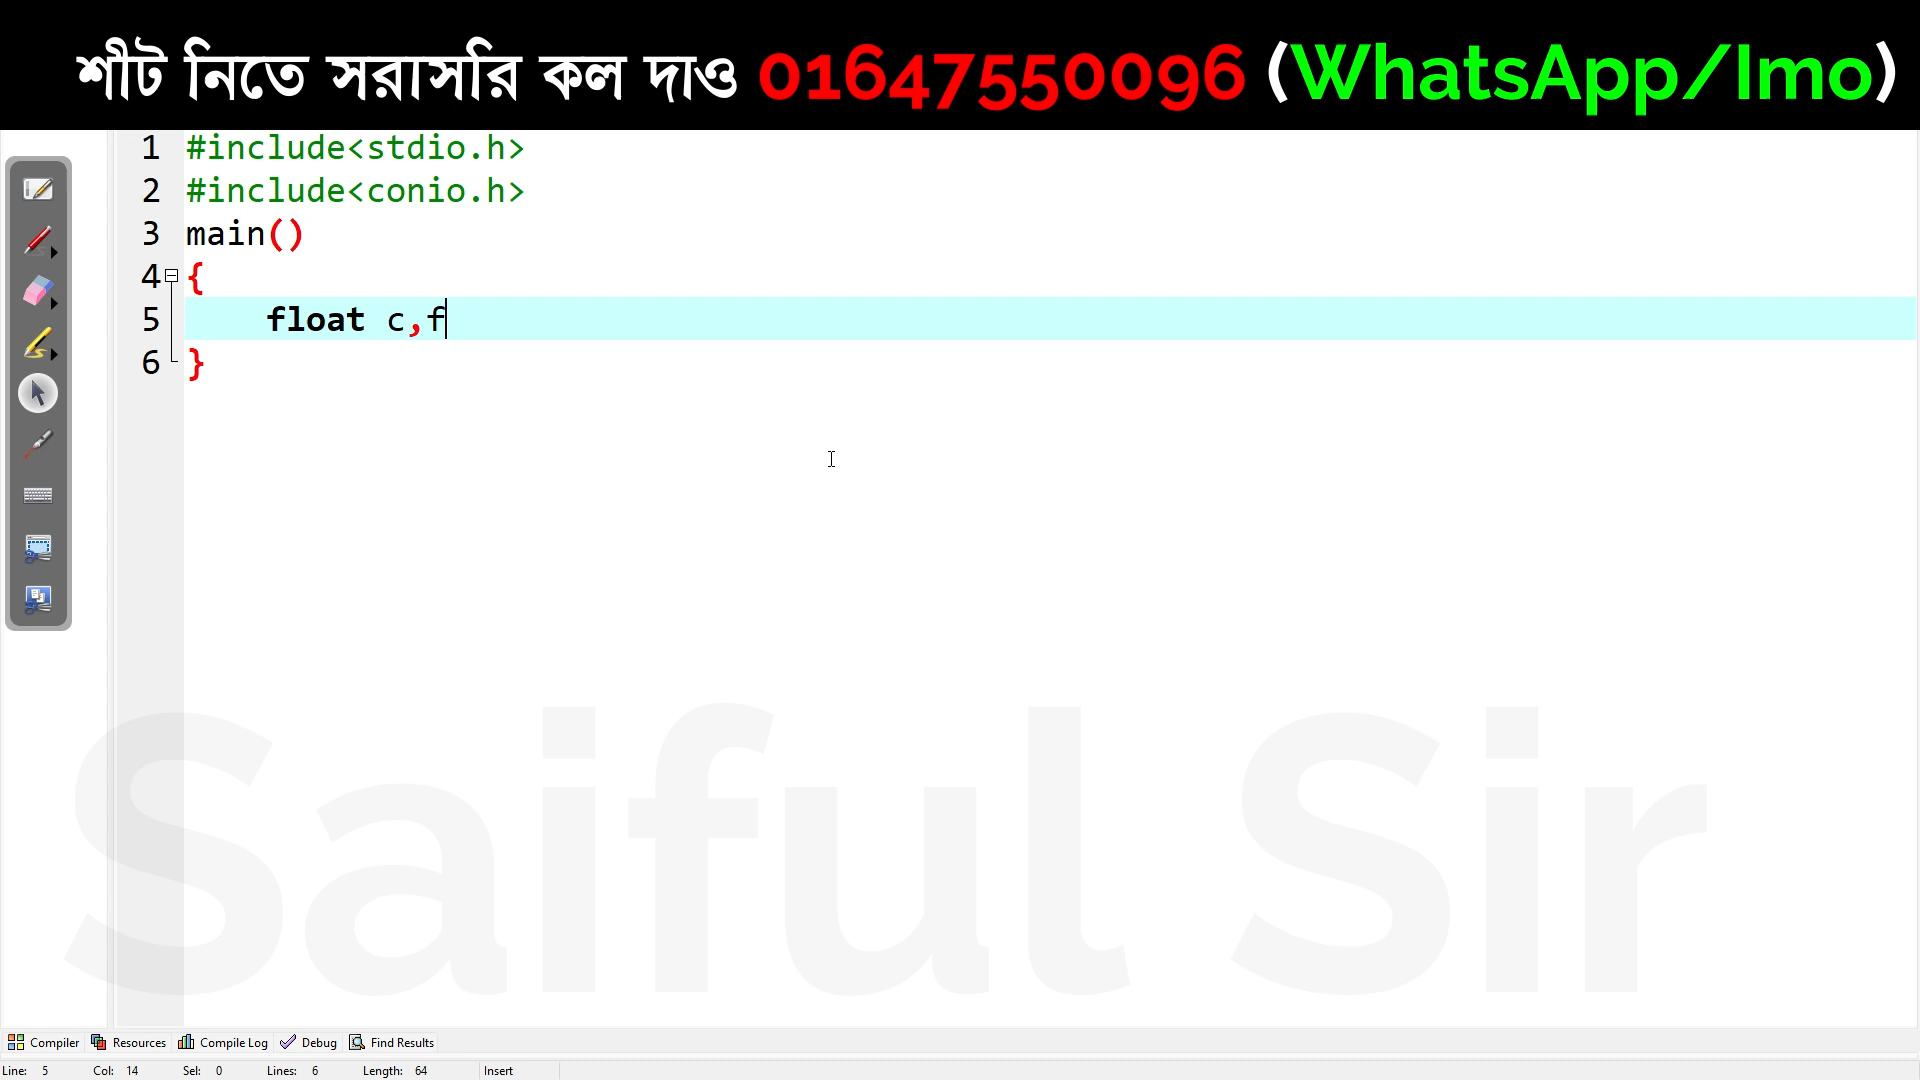 শীট নিতে সরাসরি কল দাও 01647550096 (WhatsApp/Imo)
1 #include<stdio.h>
2 #include<conio.h>
3 main()
4 {
5 float c,f
6 }
Saiful Sir
Compiler Resources Compile Log Debug Find Results
Line: 5 Col: 14 Sel: 0 Lines: 6 Length: 64 Insert